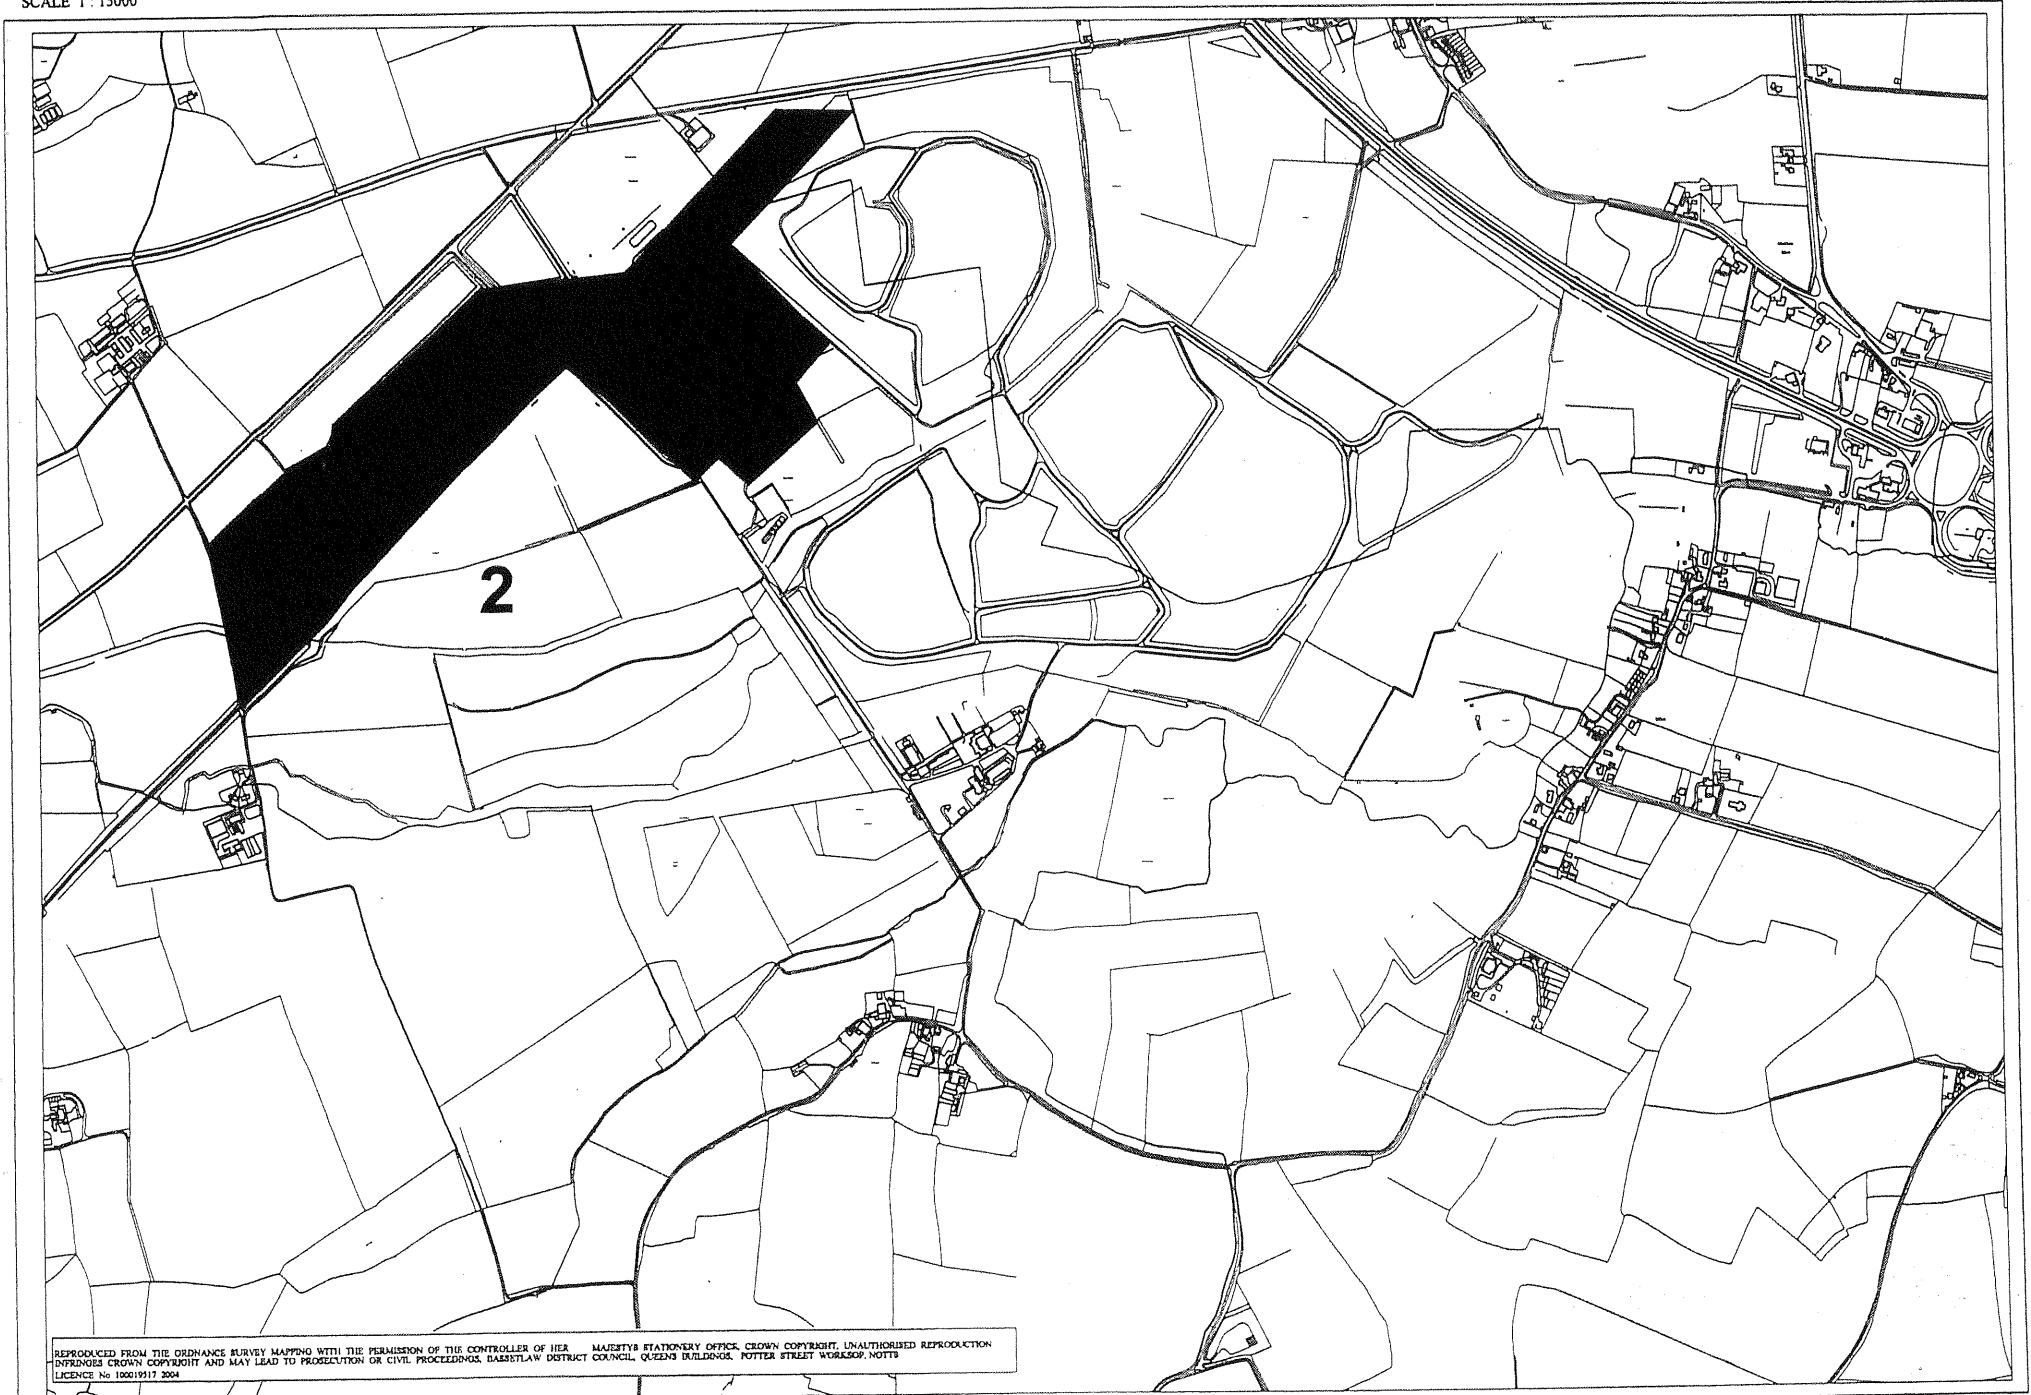 SCALE 1 : 15000
2
REPRODUCED FROM THE ORDNANCE SURVEY MAPPING WITH THE PERMISSION OF THE CONTROLLER OF HER MAJESTYS STATIONERY OFFICE, CROWN COPYRIGHT, UNAUTHORISED REPRODUCTION
INFRINGES CROWN COPYRIGHT AND MAY LEAD TO PROSECUTION OR CIVIL PROCEEDINGS, BASSETLAW DISTRICT COUNCIL, QUEENS BUILDINGS, POTTER STREET WORKSOP, NOTTS
LICENCE No 100019517 2004